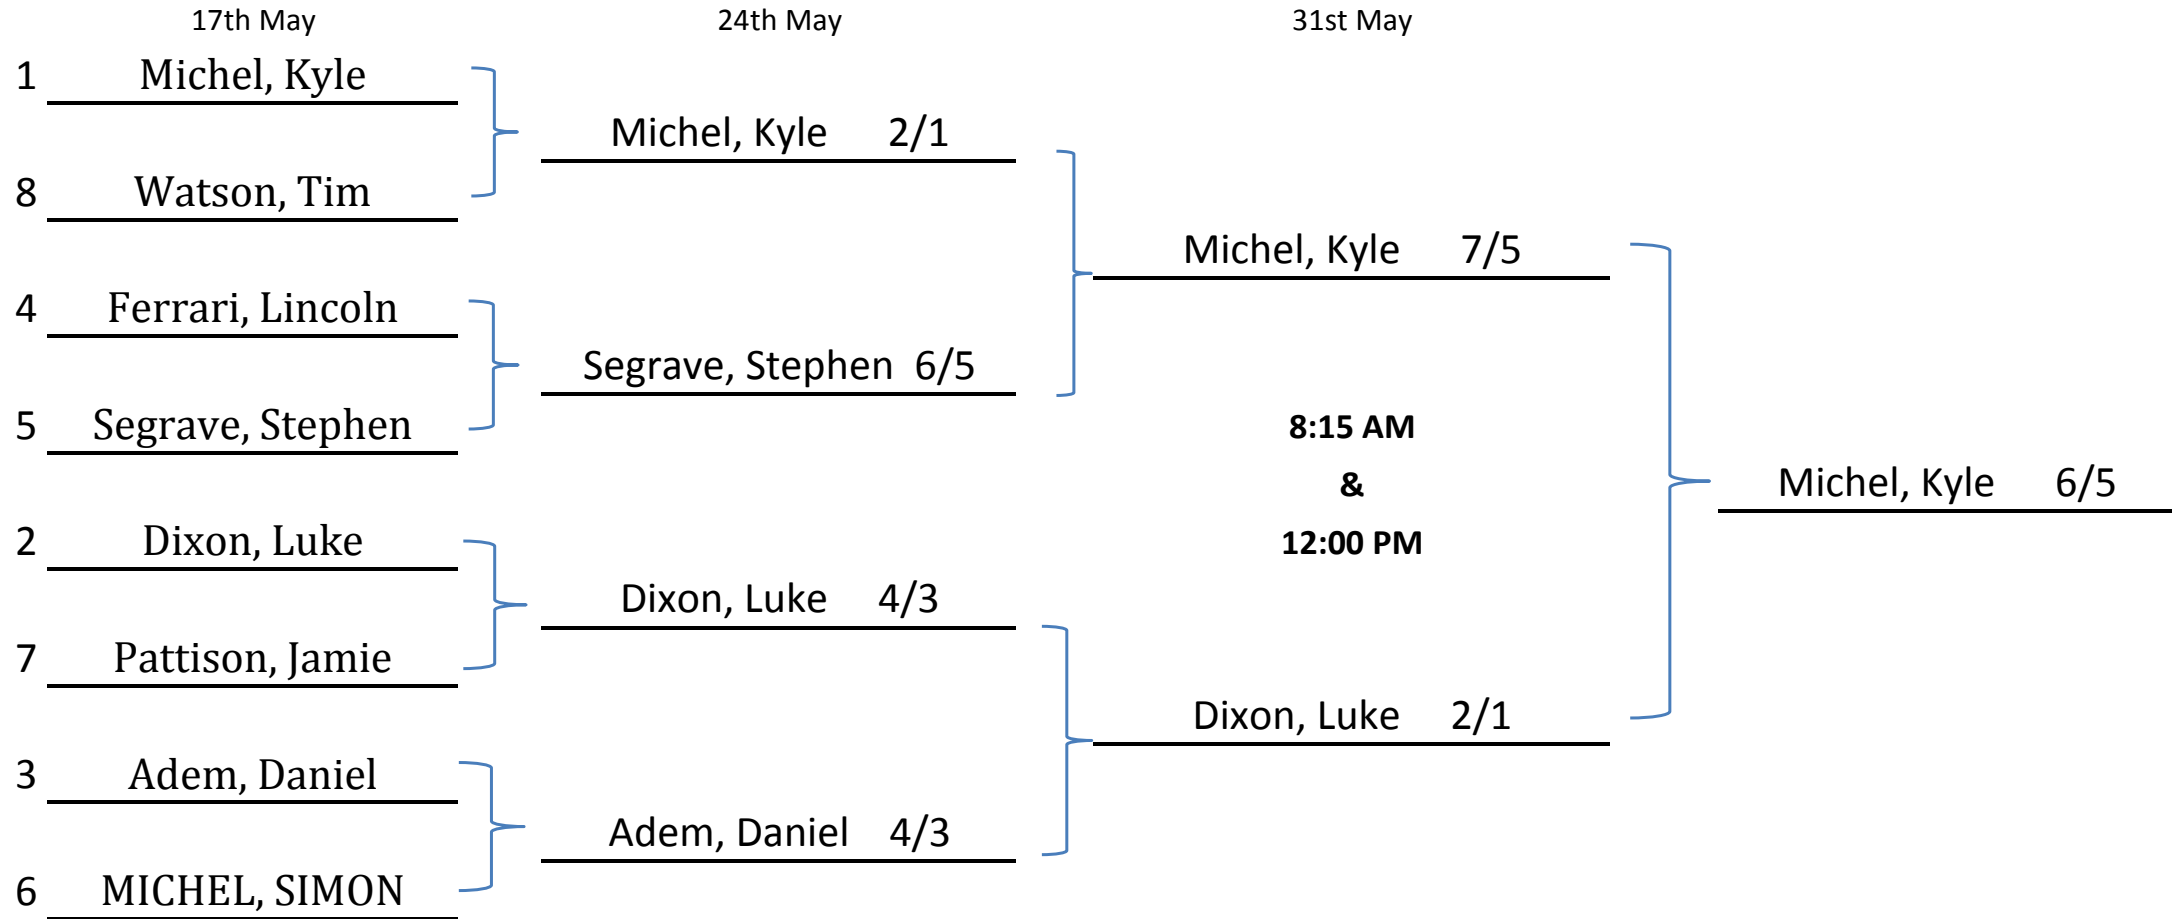 17th May 24th May 31st May
1 Michel, Kyle
Michel, Kyle 2/1
8 Watson, Tim
Michel, Kyle 7/5
4 Ferrari, Lincoln
Segrave, Stephen 6/5
5 Segrave, Stephen
8:15 AM
&
Michel, Kyle 6/5
12:00 PM
2 Dixon, Luke
Dixon, Luke 4/3
7 Pattison, Jamie
Dixon, Luke 2/1
3 Adem, Daniel
Adem, Daniel 4/3
6 MICHEL, SIMON